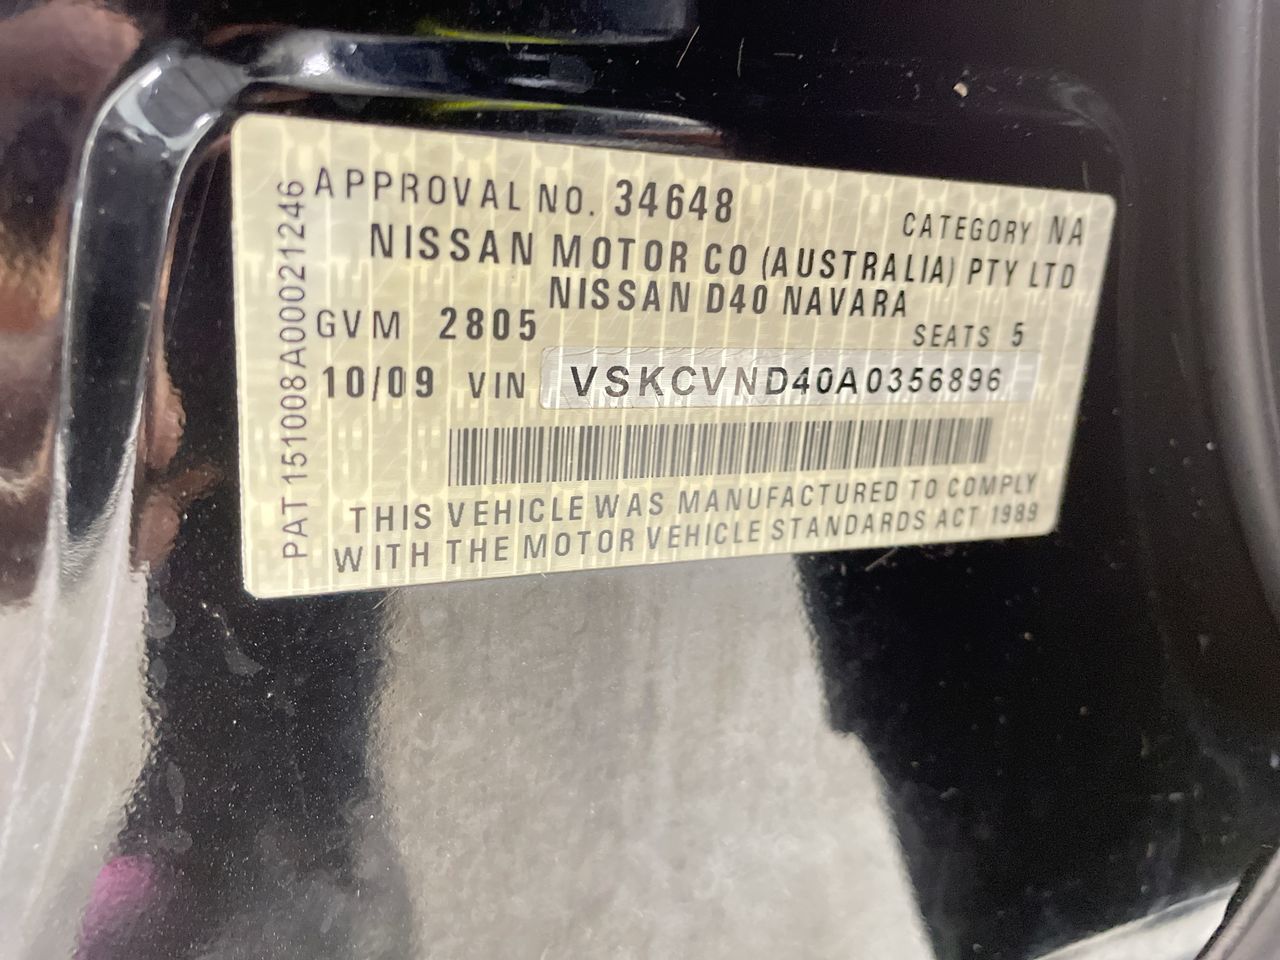 APPROVAL NO. 34648
CATEGORY NA
NISSAN MOTOR CO (AUSTRALIA) PTY LTD
NISSAN D40 NAVARA
GVM 2805
SEATS 5
10/09 VIN VSKCVND40A0356896
THIS VEHICLE WAS MANUFACTURED TO COMPLY
WITH THE MOTOR VEHICLE STANDARDS ACT 1989
PAT 151008A00021246